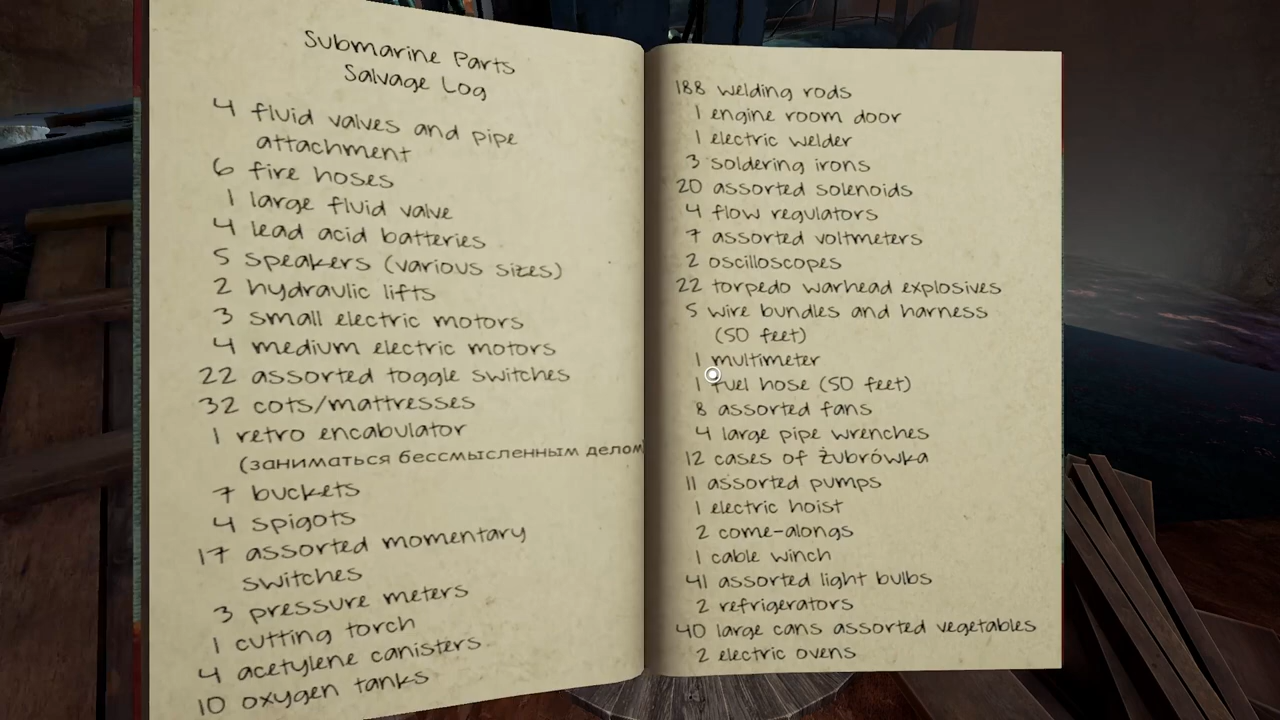 Submarine Parts
Salvage Log
4 fluid valves and pipe
attachment
6 fire hoses
1 large fluid valve
4 lead acid batteries
5 speakers (various sizes)
2 hydraulic lifts
3 small electric motors
4 medium electric motors
22 assorted toggle switches
32 cots/mattresses
1 retro encabulator
(заниматься бессмысленным делом)
7 buckets
4 spigots
17 assorted momentary
switches
3 pressure meters
1 cutting torch
4 acetylene canisters
10 oxygen tanks
188 welding rods
1 engine room door
1 electric welder
3 soldering irons
20 assorted solenoids
4 flow regulators
7 assorted voltmeters
2 oscilloscopes
22 torpedo warhead explosives
5 wire bundles and harness
(50 feet)
1 multimeter
1 fuel hose (50 feet)
8 assorted fans
4 large pipe wrenches
12 cases of żubrówka
11 assorted pumps
1 electric hoist
2 come-alongs
1 cable winch
41 assorted light bulbs
2 refrigerators
40 large cans assorted vegetables
2 electric ovens